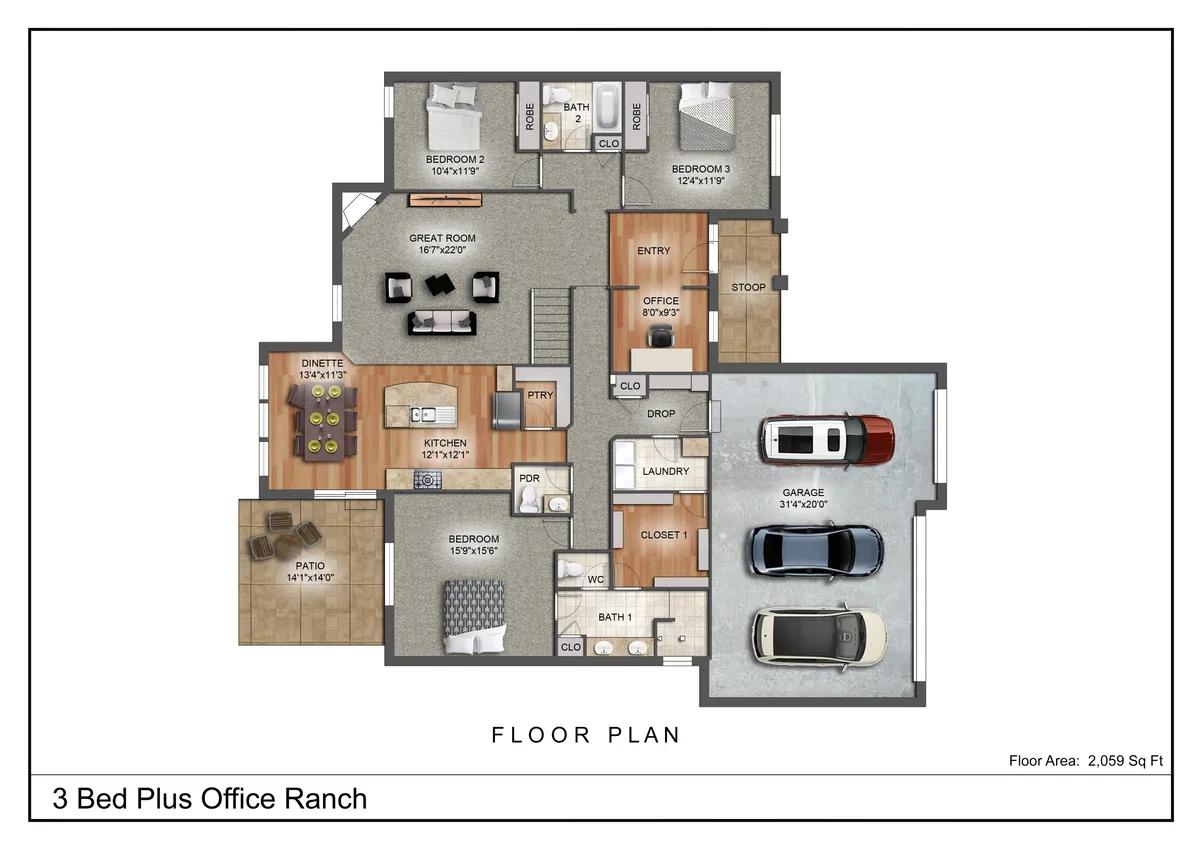 ROBE
BATH
2
ROBE
CLO
BEDROOM 2
10'4"x11'9"
BEDROOM 3
12'4"x11'9"
GREAT ROOM
16'7"x22'0"
ENTRY
STOOP
OFFICE
8'0"x9'3"
DINETTE
13'4"x11'3"
PTRY
CLO
DROP
KITCHEN
12'1"x12'1"
LAUNDRY
PDR
GARAGE
31'4"x20'0"
CLOSET 1
BEDROOM
15'9"x15'6"
PATIO
14'1"x14'0"
WC
BATH 1
CLO
FLOOR PLAN
Floor Area: 2,059 Sq Ft
3 Bed Plus Office Ranch